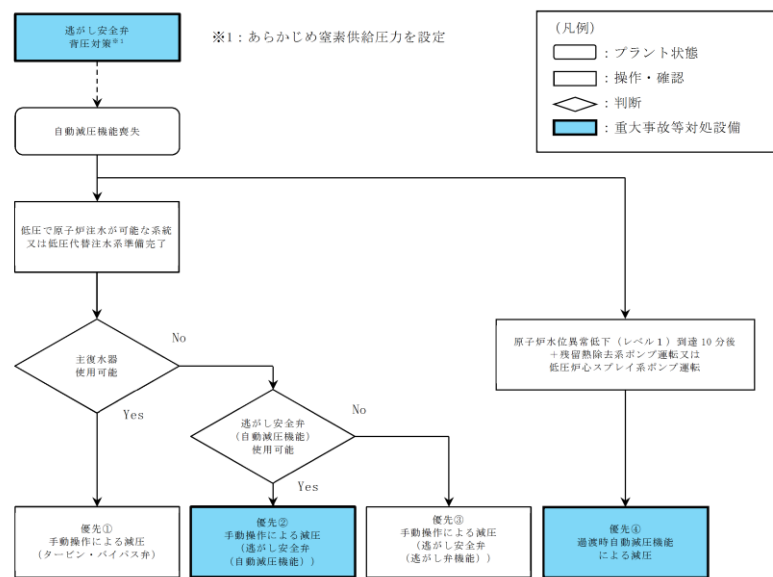 逃がし安全弁
背圧対策※1
※1：あらかじめ窒素供給圧力を設定
(凡例)
：プラント状態
：操作・確認
：判断
：重大事故等対処設備
自動減圧機能喪失
低圧で原子炉注水が可能な系統
又は低圧代替注水系準備完了
主復水器
使用可能
No
Yes
逃がし安全弁
(自動減圧機能)
使用可能
No
Yes
原子炉水位異常低下（レベル1）到達10分後
＋残留熱除去系ポンプ運転又は
低圧炉心スプレイ系ポンプ運転
優先①
手動操作による減圧
(タービン・バイパス弁)
優先②
手動操作による減圧
(逃がし安全弁
(自動減圧機能))
優先③
手動操作による減圧
(逃がし安全弁
(逃がし弁機能))
優先④
過渡時自動減圧機能
による減圧